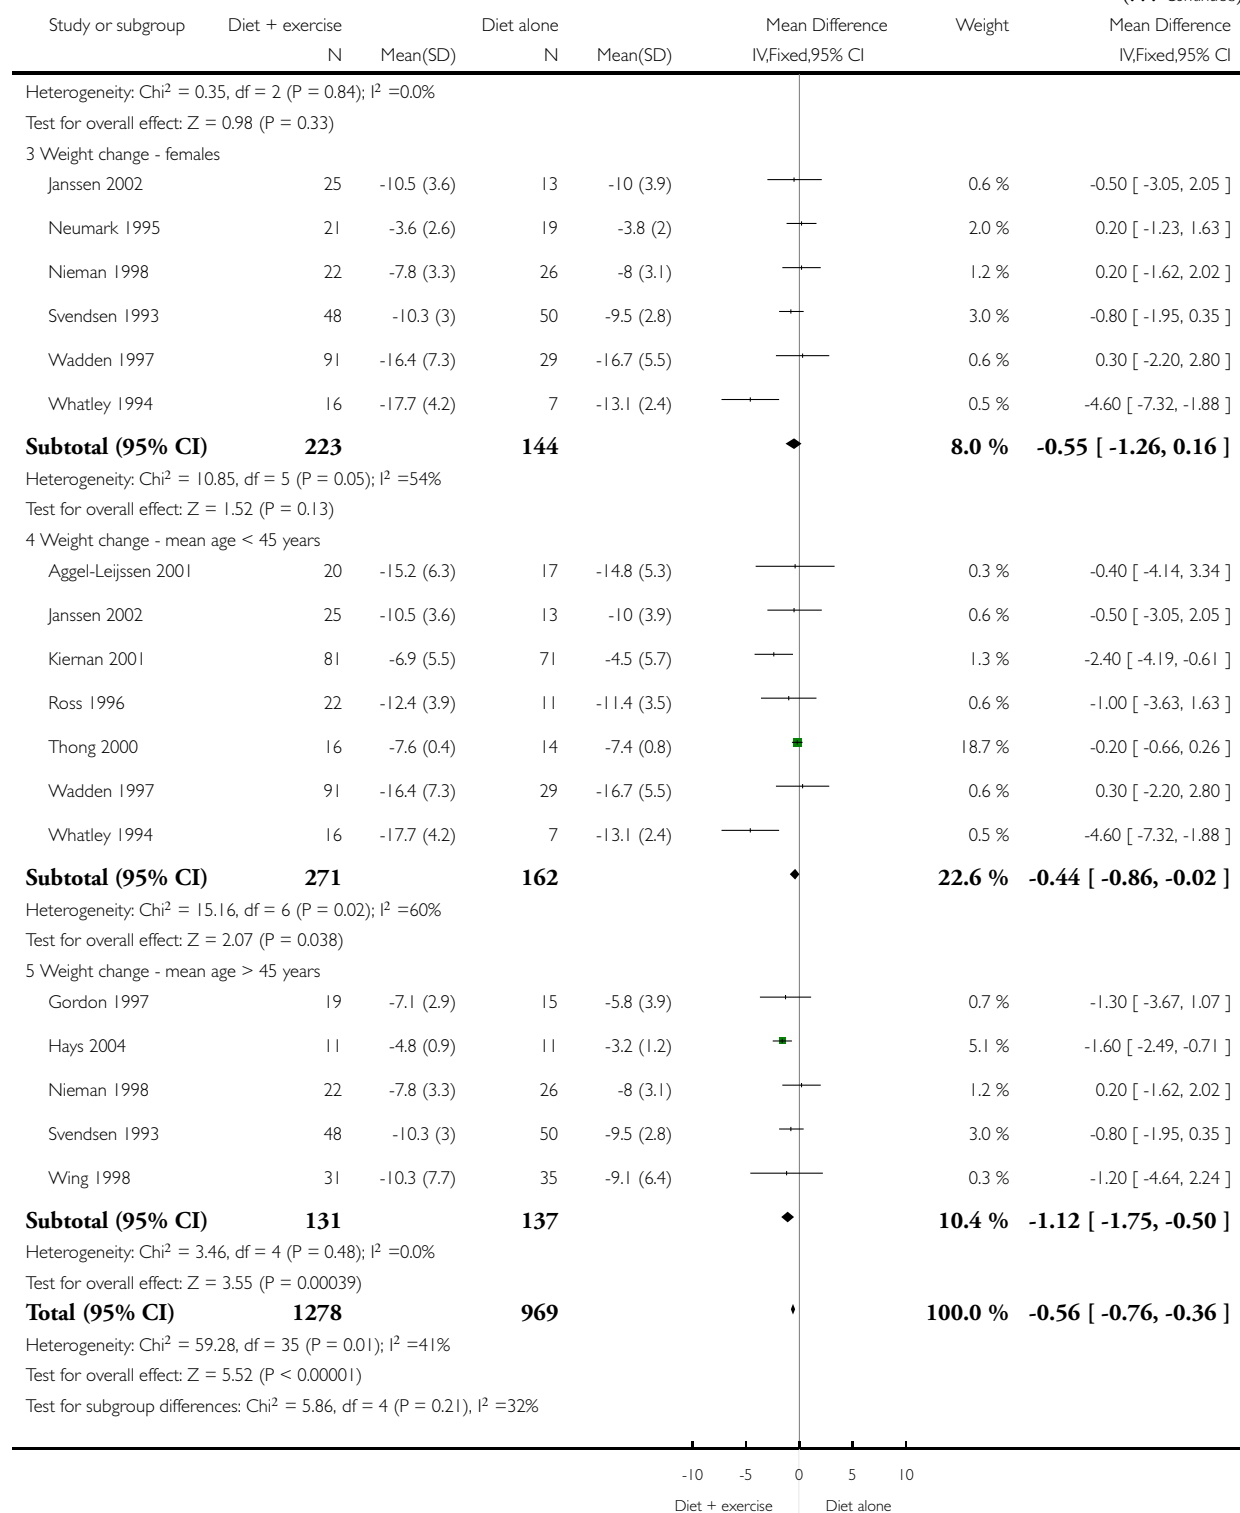 Continued)
Study or subgroup Diet + exercise Diet alone Mean Difference Weight Mean Difference
N Mean(SD) N Mean(SD) IV,Fixed,95% CI IV,Fixed,95% CI
Heterogeneity: Chi² = 0.35, df = 2 (P = 0.84); I² =0.0%
Test for overall effect: Z = 0.98 (P = 0.33)
3 Weight change - females
Janssen 2002 25 -10.5 (3.6) 13 -10 (3.9) 0.6 % -0.50 [ -3.05, 2.05 ]
Neumark 1995 21 -3.6 (2.6) 19 -3.8 (2) 2.0 % 0.20 [ -1.23, 1.63 ]
Nieman 1998 22 -7.8 (3.3) 26 -8 (3.1) 1.2 % 0.20 [ -1.62, 2.02 ]
Svendsen 1993 48 -10.3 (3) 50 -9.5 (2.8) 3.0 % -0.80 [ -1.95, 0.35 ]
Wadden 1997 91 -16.4 (7.3) 29 -16.7 (5.5) 0.6 % 0.30 [ -2.20, 2.80 ]
Whatley 1994 16 -17.7 (4.2) 7 -13.1 (2.4) 0.5 % -4.60 [ -7.32, -1.88 ]
Subtotal (95% CI) 223 144 8.0 % -0.55 [ -1.26, 0.16 ]
Heterogeneity: Chi² = 10.85, df = 5 (P = 0.05); I² =54%
Test for overall effect: Z = 1.52 (P = 0.13)
4 Weight change - mean age < 45 years
Aggel-Leijssen 2001 20 -15.2 (6.3) 17 -14.8 (5.3) 0.3 % -0.40 [ -4.14, 3.34 ]
Janssen 2002 25 -10.5 (3.6) 13 -10 (3.9) 0.6 % -0.50 [ -3.05, 2.05 ]
Kiernan 2001 81 -6.9 (5.5) 71 -4.5 (5.7) 1.3 % -2.40 [ -4.19, -0.61 ]
Ross 1996 22 -12.4 (3.9) 11 -11.4 (3.5) 0.6 % -1.00 [ -3.63, 1.63 ]
Thong 2000 16 -7.6 (0.4) 14 -7.4 (0.8) 18.7 % -0.20 [ -0.66, 0.26 ]
Wadden 1997 91 -16.4 (7.3) 29 -16.7 (5.5) 0.6 % 0.30 [ -2.20, 2.80 ]
Whatley 1994 16 -17.7 (4.2) 7 -13.1 (2.4) 0.5 % -4.60 [ -7.32, -1.88 ]
Subtotal (95% CI) 271 162 22.6 % -0.44 [ -0.86, -0.02 ]
Heterogeneity: Chi² = 15.16, df = 6 (P = 0.02); I² =60%
Test for overall effect: Z = 2.07 (P = 0.038)
5 Weight change - mean age > 45 years
Gordon 1997 19 -7.1 (2.9) 15 -5.8 (3.9) 0.7 % -1.30 [ -3.67, 1.07 ]
Hays 2004 11 -4.8 (0.9) 11 -3.2 (1.2) 5.1 % -1.60 [ -2.49, -0.71 ]
Nieman 1998 22 -7.8 (3.3) 26 -8 (3.1) 1.2 % 0.20 [ -1.62, 2.02 ]
Svendsen 1993 48 -10.3 (3) 50 -9.5 (2.8) 3.0 % -0.80 [ -1.95, 0.35 ]
Wing 1998 31 -10.3 (7.7) 35 -9.1 (6.4) 0.3 % -1.20 [ -4.64, 2.24 ]
Subtotal (95% CI) 131 137 10.4 % -1.12 [ -1.75, -0.50 ]
Heterogeneity: Chi² = 3.46, df = 4 (P = 0.48); I² =0.0%
Test for overall effect: Z = 3.55 (P = 0.00039)
Total (95% CI) 1278 969 100.0 % -0.56 [ -0.76, -0.36 ]
Heterogeneity: Chi² = 59.28, df = 35 (P = 0.01); I² =41%
Test for overall effect: Z = 5.52 (P < 0.00001)
Test for subgroup differences: Chi² = 5.86, df = 4 (P = 0.21), I² =32%
-10 -5 0 5 10
Diet + exercise Diet alone